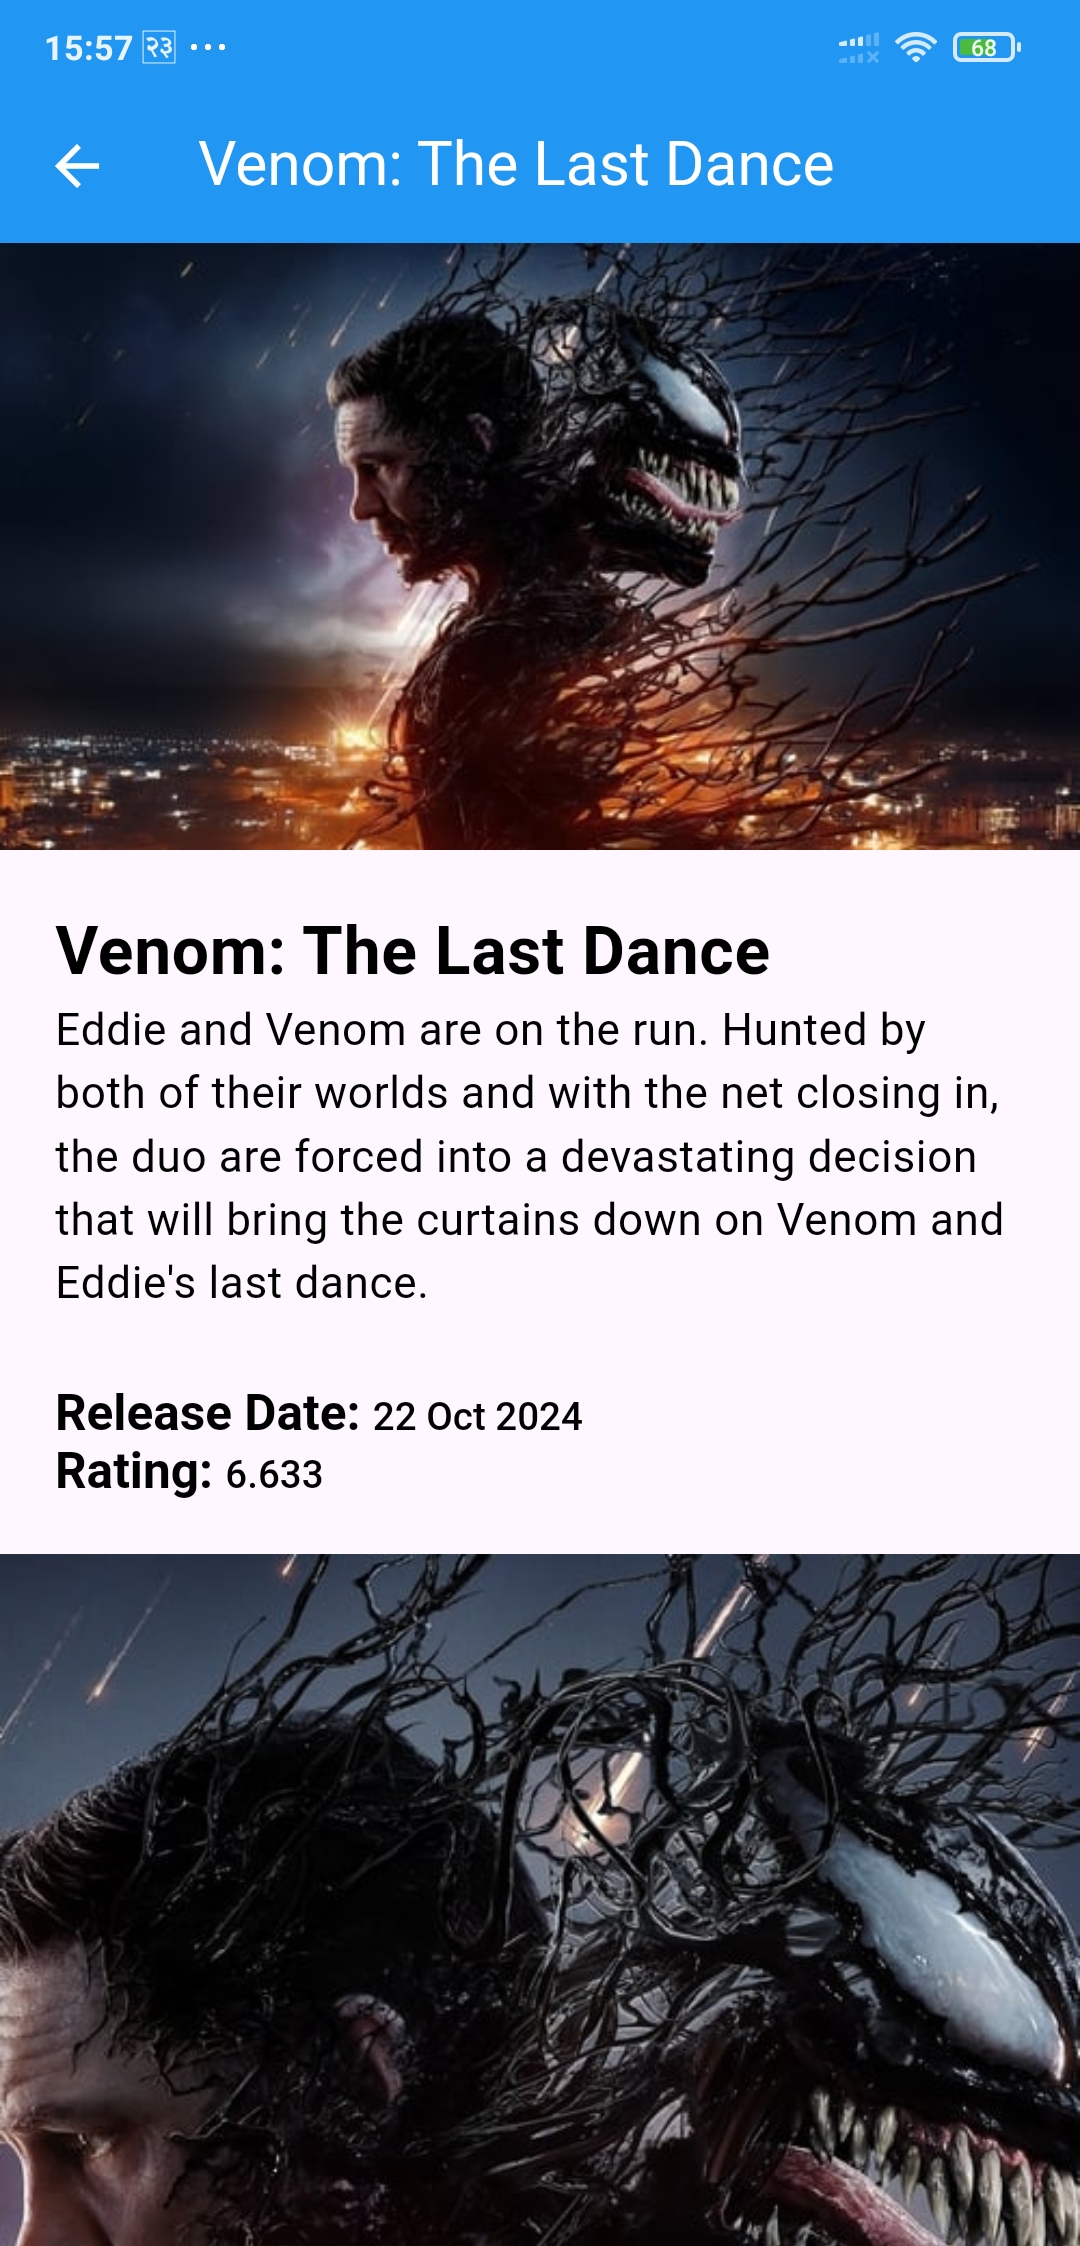 15:57 २३ ...
68
Venom: The Last Dance
Venom: The Last Dance
Eddie and Venom are on the run. Hunted by
both of their worlds and with the net closing in,
the duo are forced into a devastating decision
that will bring the curtains down on Venom and
Eddie's last dance.
Release Date: 22 Oct 2024
Rating: 6.633